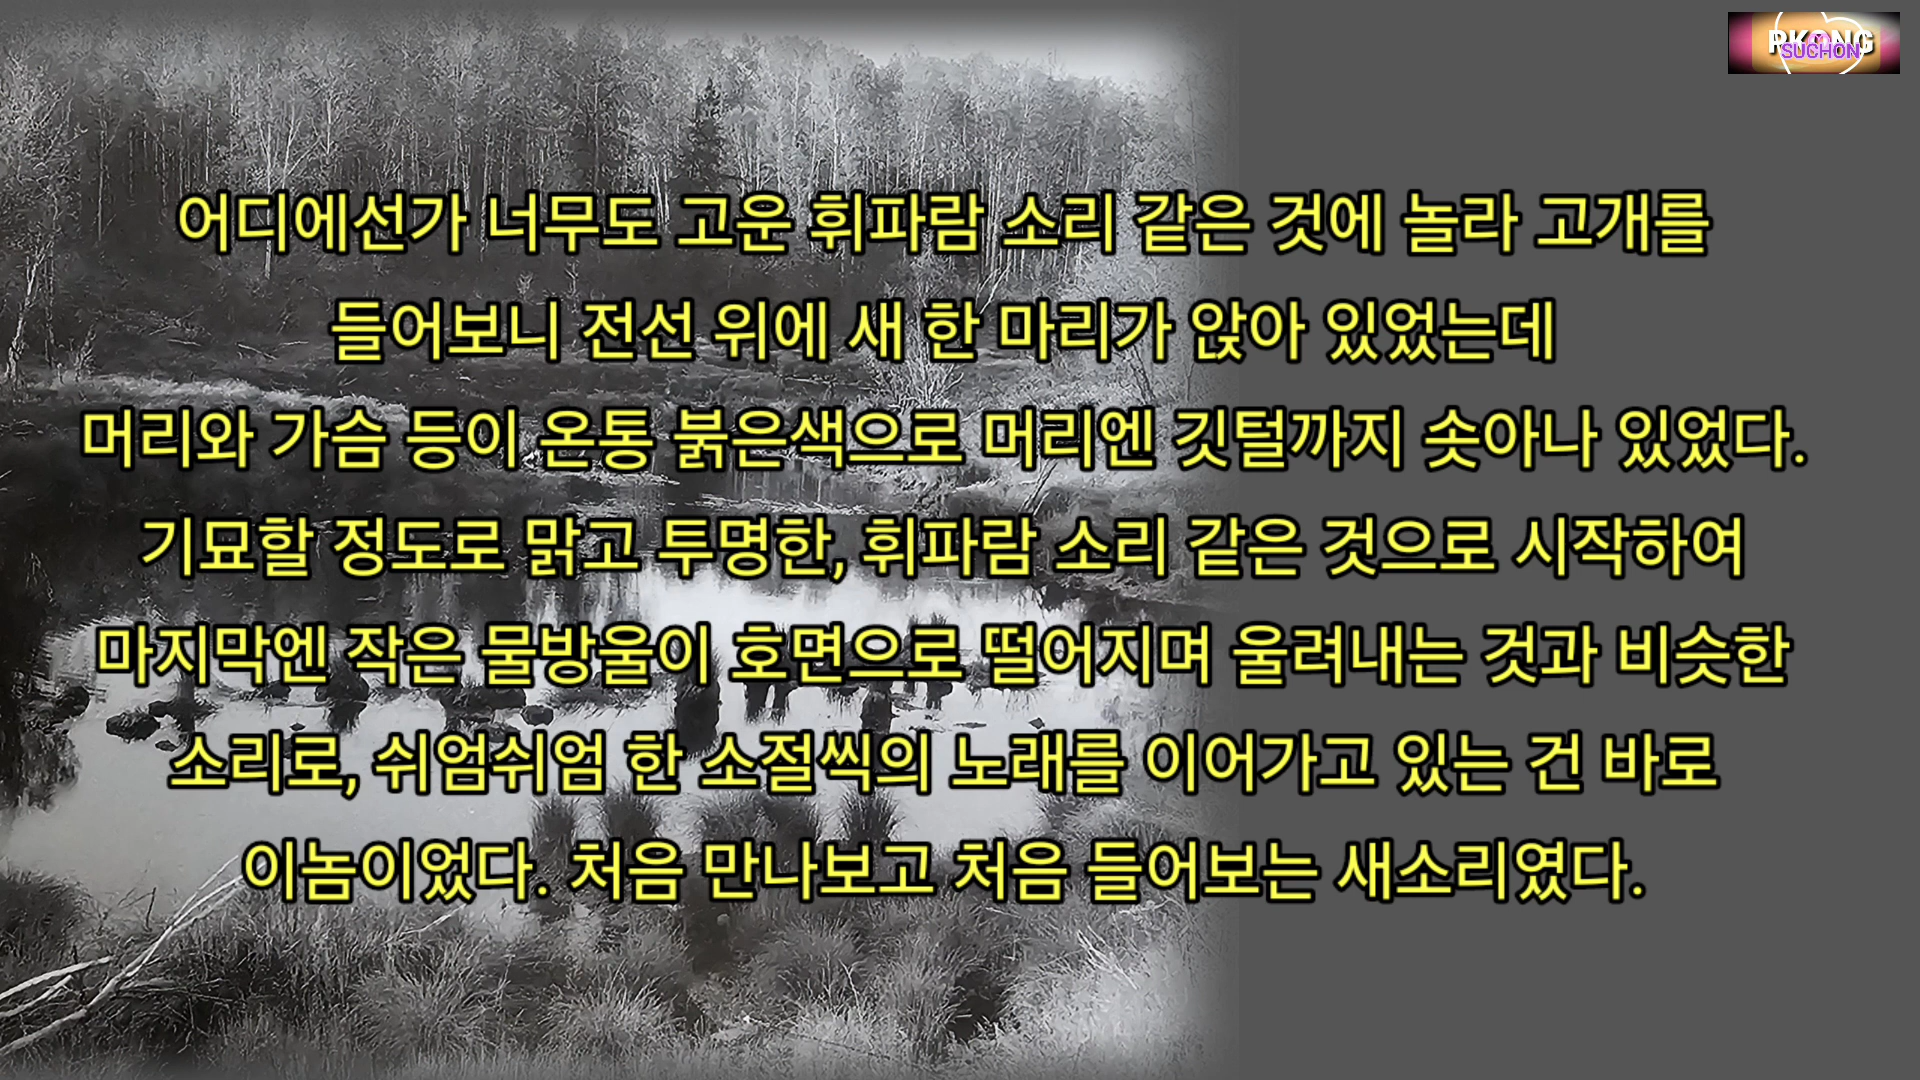 SUCHON
어디에선가 너무도 고운 휘파람 소리 같은 것에 놀라 고개를
들어보니 전선 위에 새 한 마리가 앉아 있었는데
머리와 가슴 등이 온통 붉은색으로 머리엔 깃털까지 솟아나 있었다.
기묘할 정도로 맑고 투명한, 휘파람 소리 같은 것으로 시작하여
마지막엔 작은 물방울이 호면으로 떨어지며 울려내는 것과 비슷한
소리로, 쉬엄쉬엄 한 소절씩의 노래를 이어가고 있는 건 바로
이놈이었다. 처음 만나보고 처음 들어보는 새소리였다.